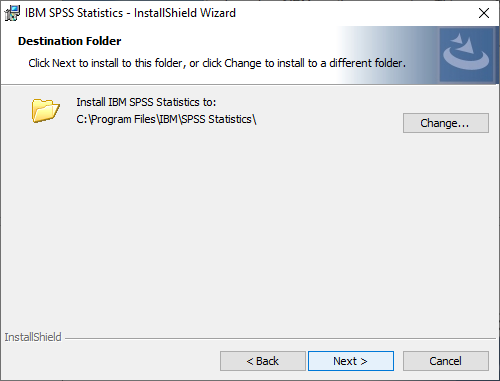 IBM SPSS Statistics - InstallShield Wizard
Destination Folder
Click Next to install to this folder, or click Change to install to a different folder.
Install IBM SPSS Statistics to:
C:\Program Files\IBM\SPSS Statistics\
Change...
InstallShield
< Back
Next >
Cancel